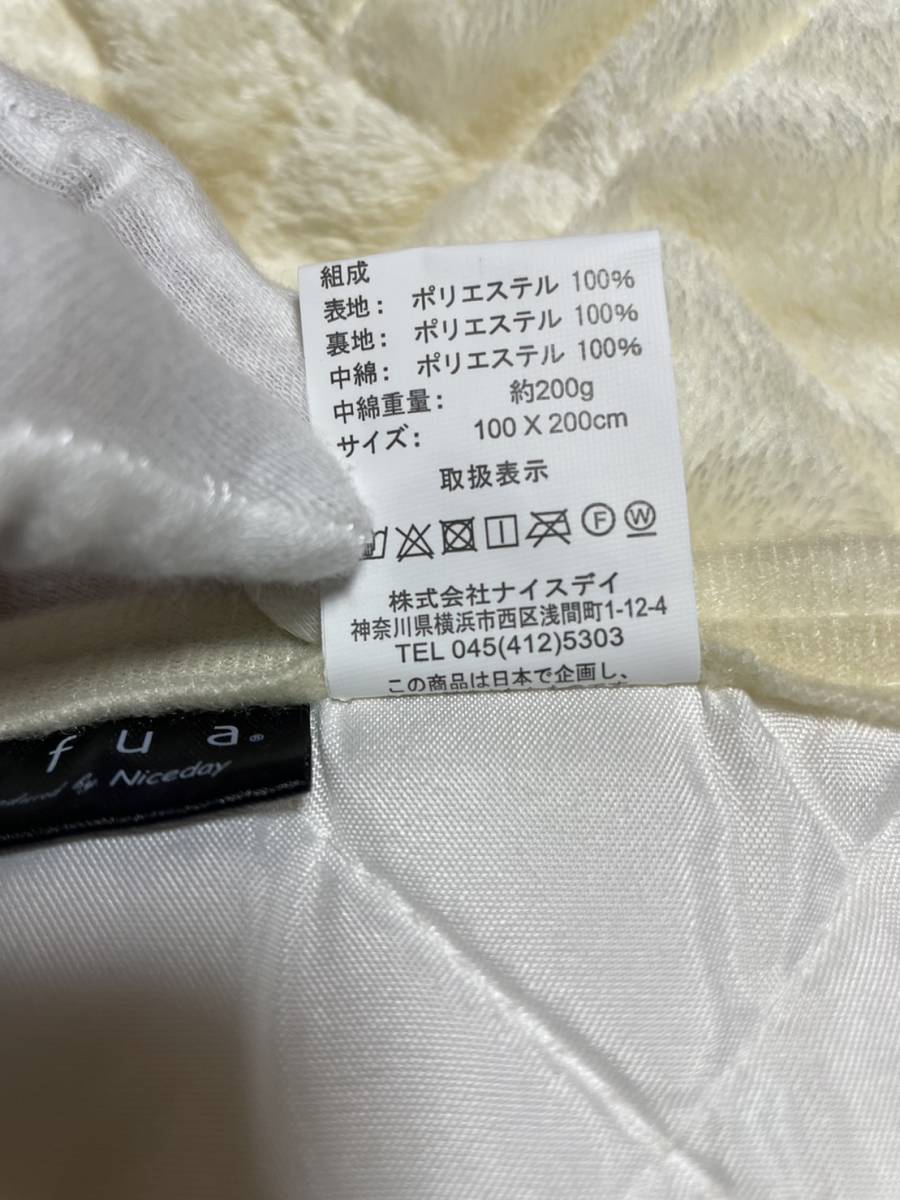 組成
表地: ポリエステル 100%
裏地: ポリエステル 100%
中綿: ポリエステル 100%
中綿重量: 約200g
サイズ: 100 X 200cm
取扱表示
F W
株式会社ナイスデイ
神奈川県横浜市西区浅間町1-12-4
TEL 045(412)5303
この商品は日本で企画し、
fua®
by Niceday